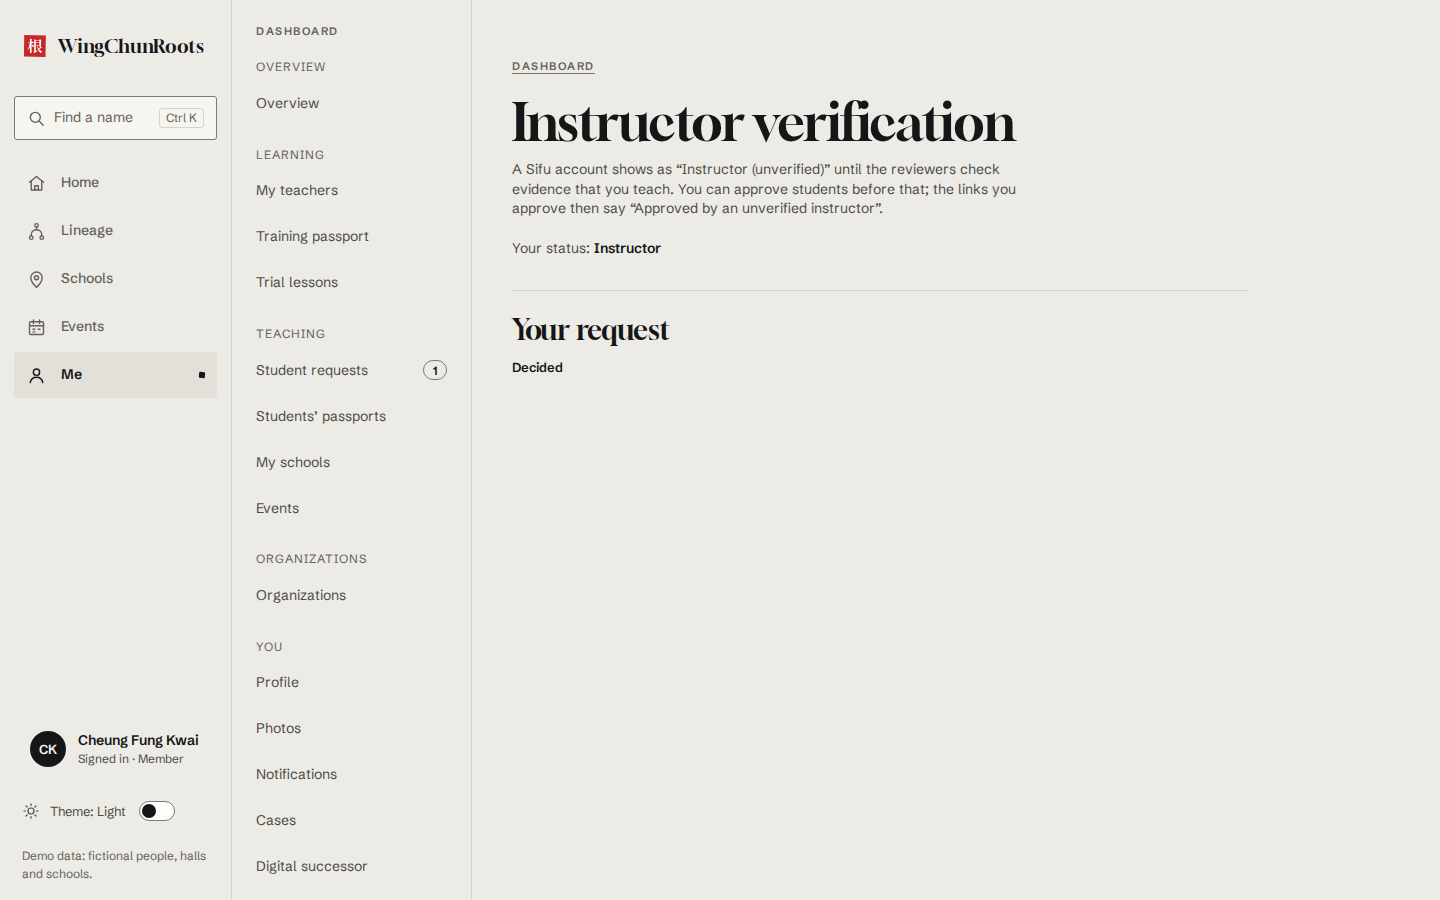 根 WingChunRoots
Find a name Ctrl K
Home
Lineage
Schools
Events
Me
CK Cheung Fung Kwai
Signed in · Member
Theme: Light
Demo data: fictional people, halls
and schools.
DASHBOARD
OVERVIEW
Overview
LEARNING
My teachers
Training passport
Trial lessons
TEACHING
Student requests 1
Students’ passports
My schools
Events
ORGANIZATIONS
Organizations
YOU
Profile
Photos
Notifications
Cases
Digital successor
DASHBOARD
Instructor verification
A Sifu account shows as “Instructor (unverified)” until the reviewers check
evidence that you teach. You can approve students before that; the links you
approve then say “Approved by an unverified instructor”.
Your status: Instructor
Your request
Decided